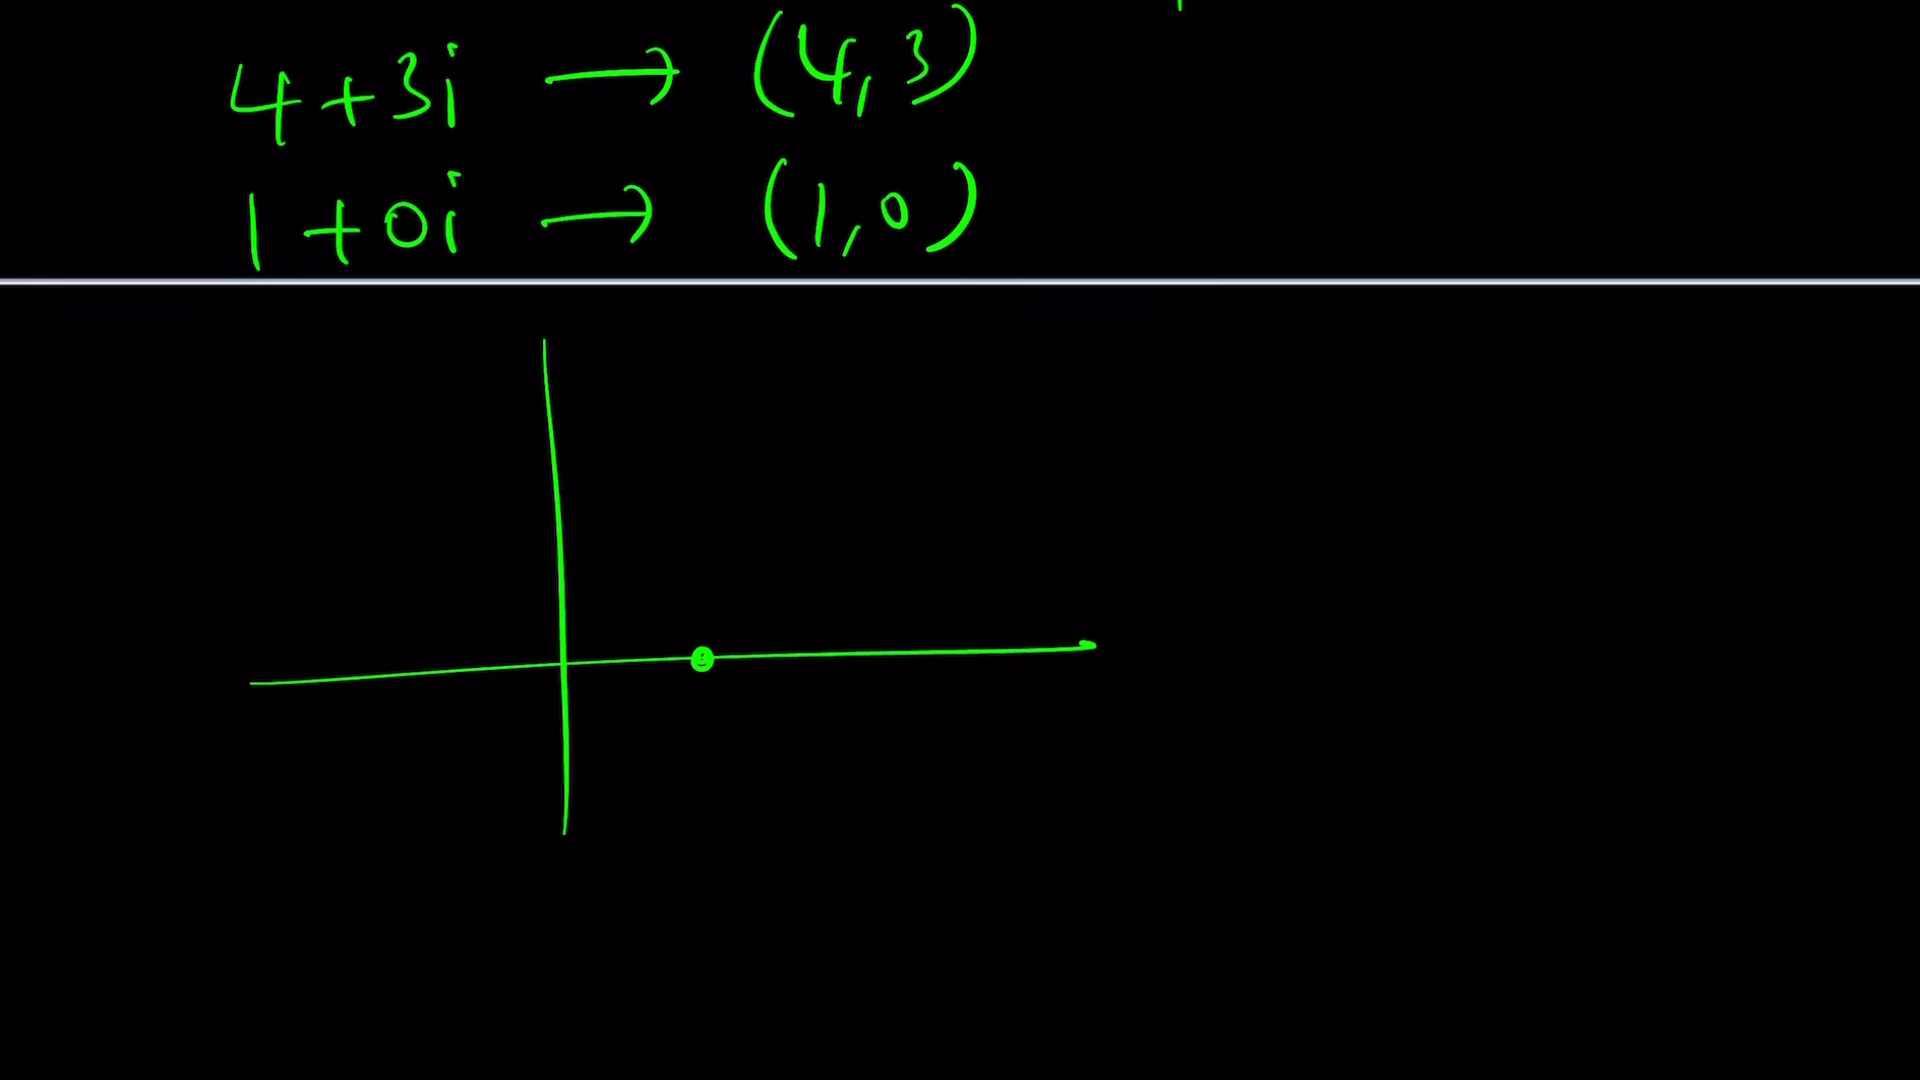 4+3i → (4,3)
1+0i → (1,0)